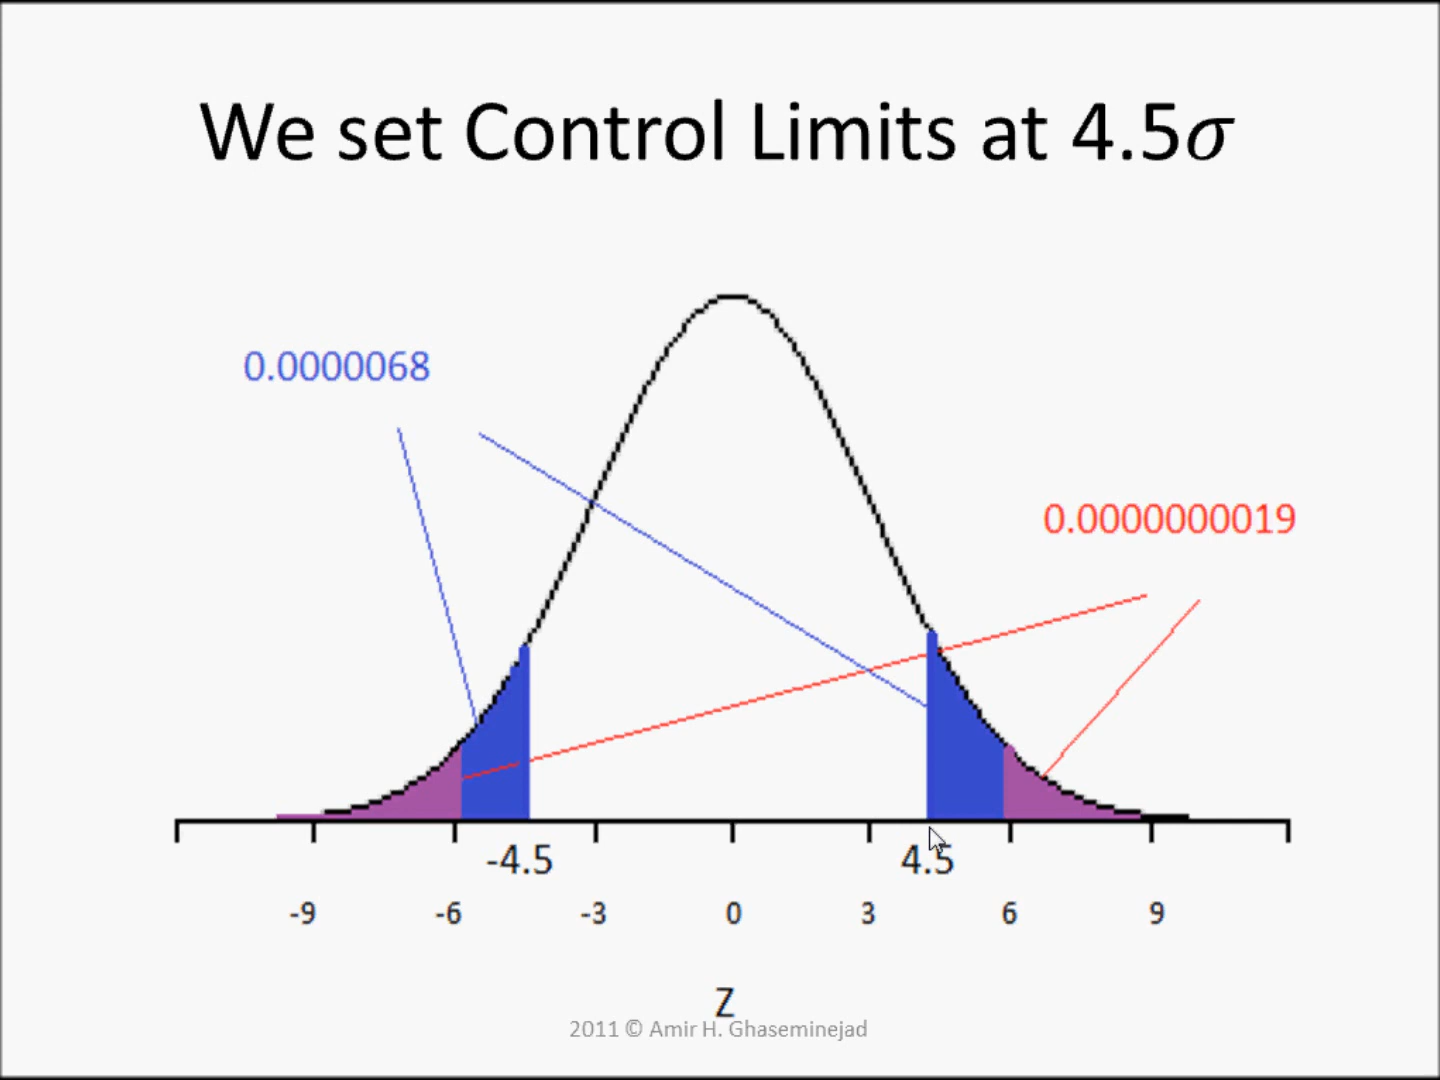 We set Control Limits at 4.5σ
0.0000068
0.0000000019
-4.5 4.5
-9 -6 -3 0 3 6 9
Z
2011 © Amir H. Ghaseminejad